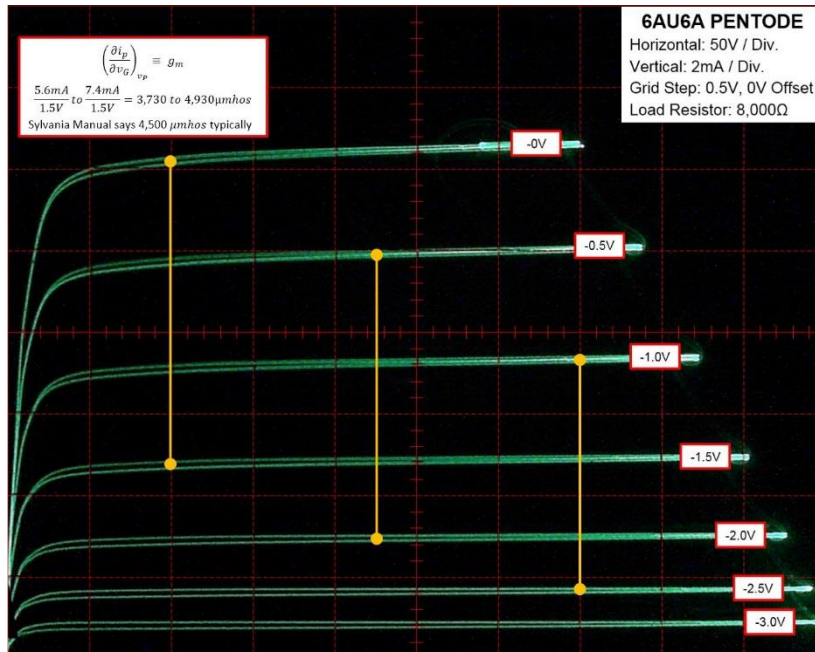 (∂i_p/∂v_G)_{v_P} ≡ g_m
5.6mA/1.5V to 7.4mA/1.5V = 3,730 to 4,930μmhos
Sylvania Manual says 4,500 μmhos typically
6AU6A PENTODE
Horizontal: 50V / Div.
Vertical: 2mA / Div.
Grid Step: 0.5V, 0V Offset
Load Resistor: 8,000Ω
-0V
-0.5V
-1.0V
-1.5V
-2.0V
-2.5V
-3.0V